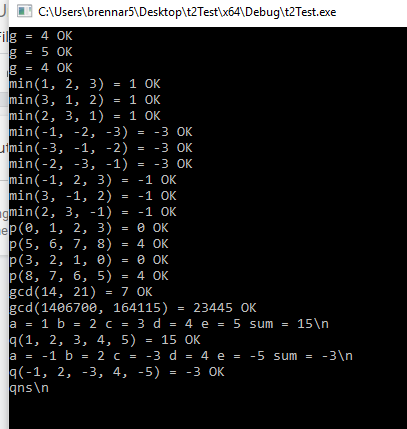 C:\Users\brennar5\Desktop\t2Test\x64\Debug\t2Test.exe
g = 4 OK
g = 5 OK
g = 4 OK
min(1, 2, 3) = 1 OK
min(3, 1, 2) = 1 OK
min(2, 3, 1) = 1 OK
min(-1, -2, -3) = -3 OK
min(-3, -1, -2) = -3 OK
min(-2, -3, -1) = -3 OK
min(-1, 2, 3) = -1 OK
min(3, -1, 2) = -1 OK
min(2, 3, -1) = -1 OK
p(0, 1, 2, 3) = 0 OK
p(5, 6, 7, 8) = 4 OK
p(3, 2, 1, 0) = 0 OK
p(8, 7, 6, 5) = 4 OK
gcd(14, 21) = 7 OK
gcd(1406700, 164115) = 23445 OK
a = 1 b = 2 c = 3 d = 4 e = 5 sum = 15\n
q(1, 2, 3, 4, 5) = 15 OK
a = -1 b = 2 c = -3 d = 4 e = -5 sum = -3\n
q(-1, 2, -3, 4, -5) = -3 OK
qns\n